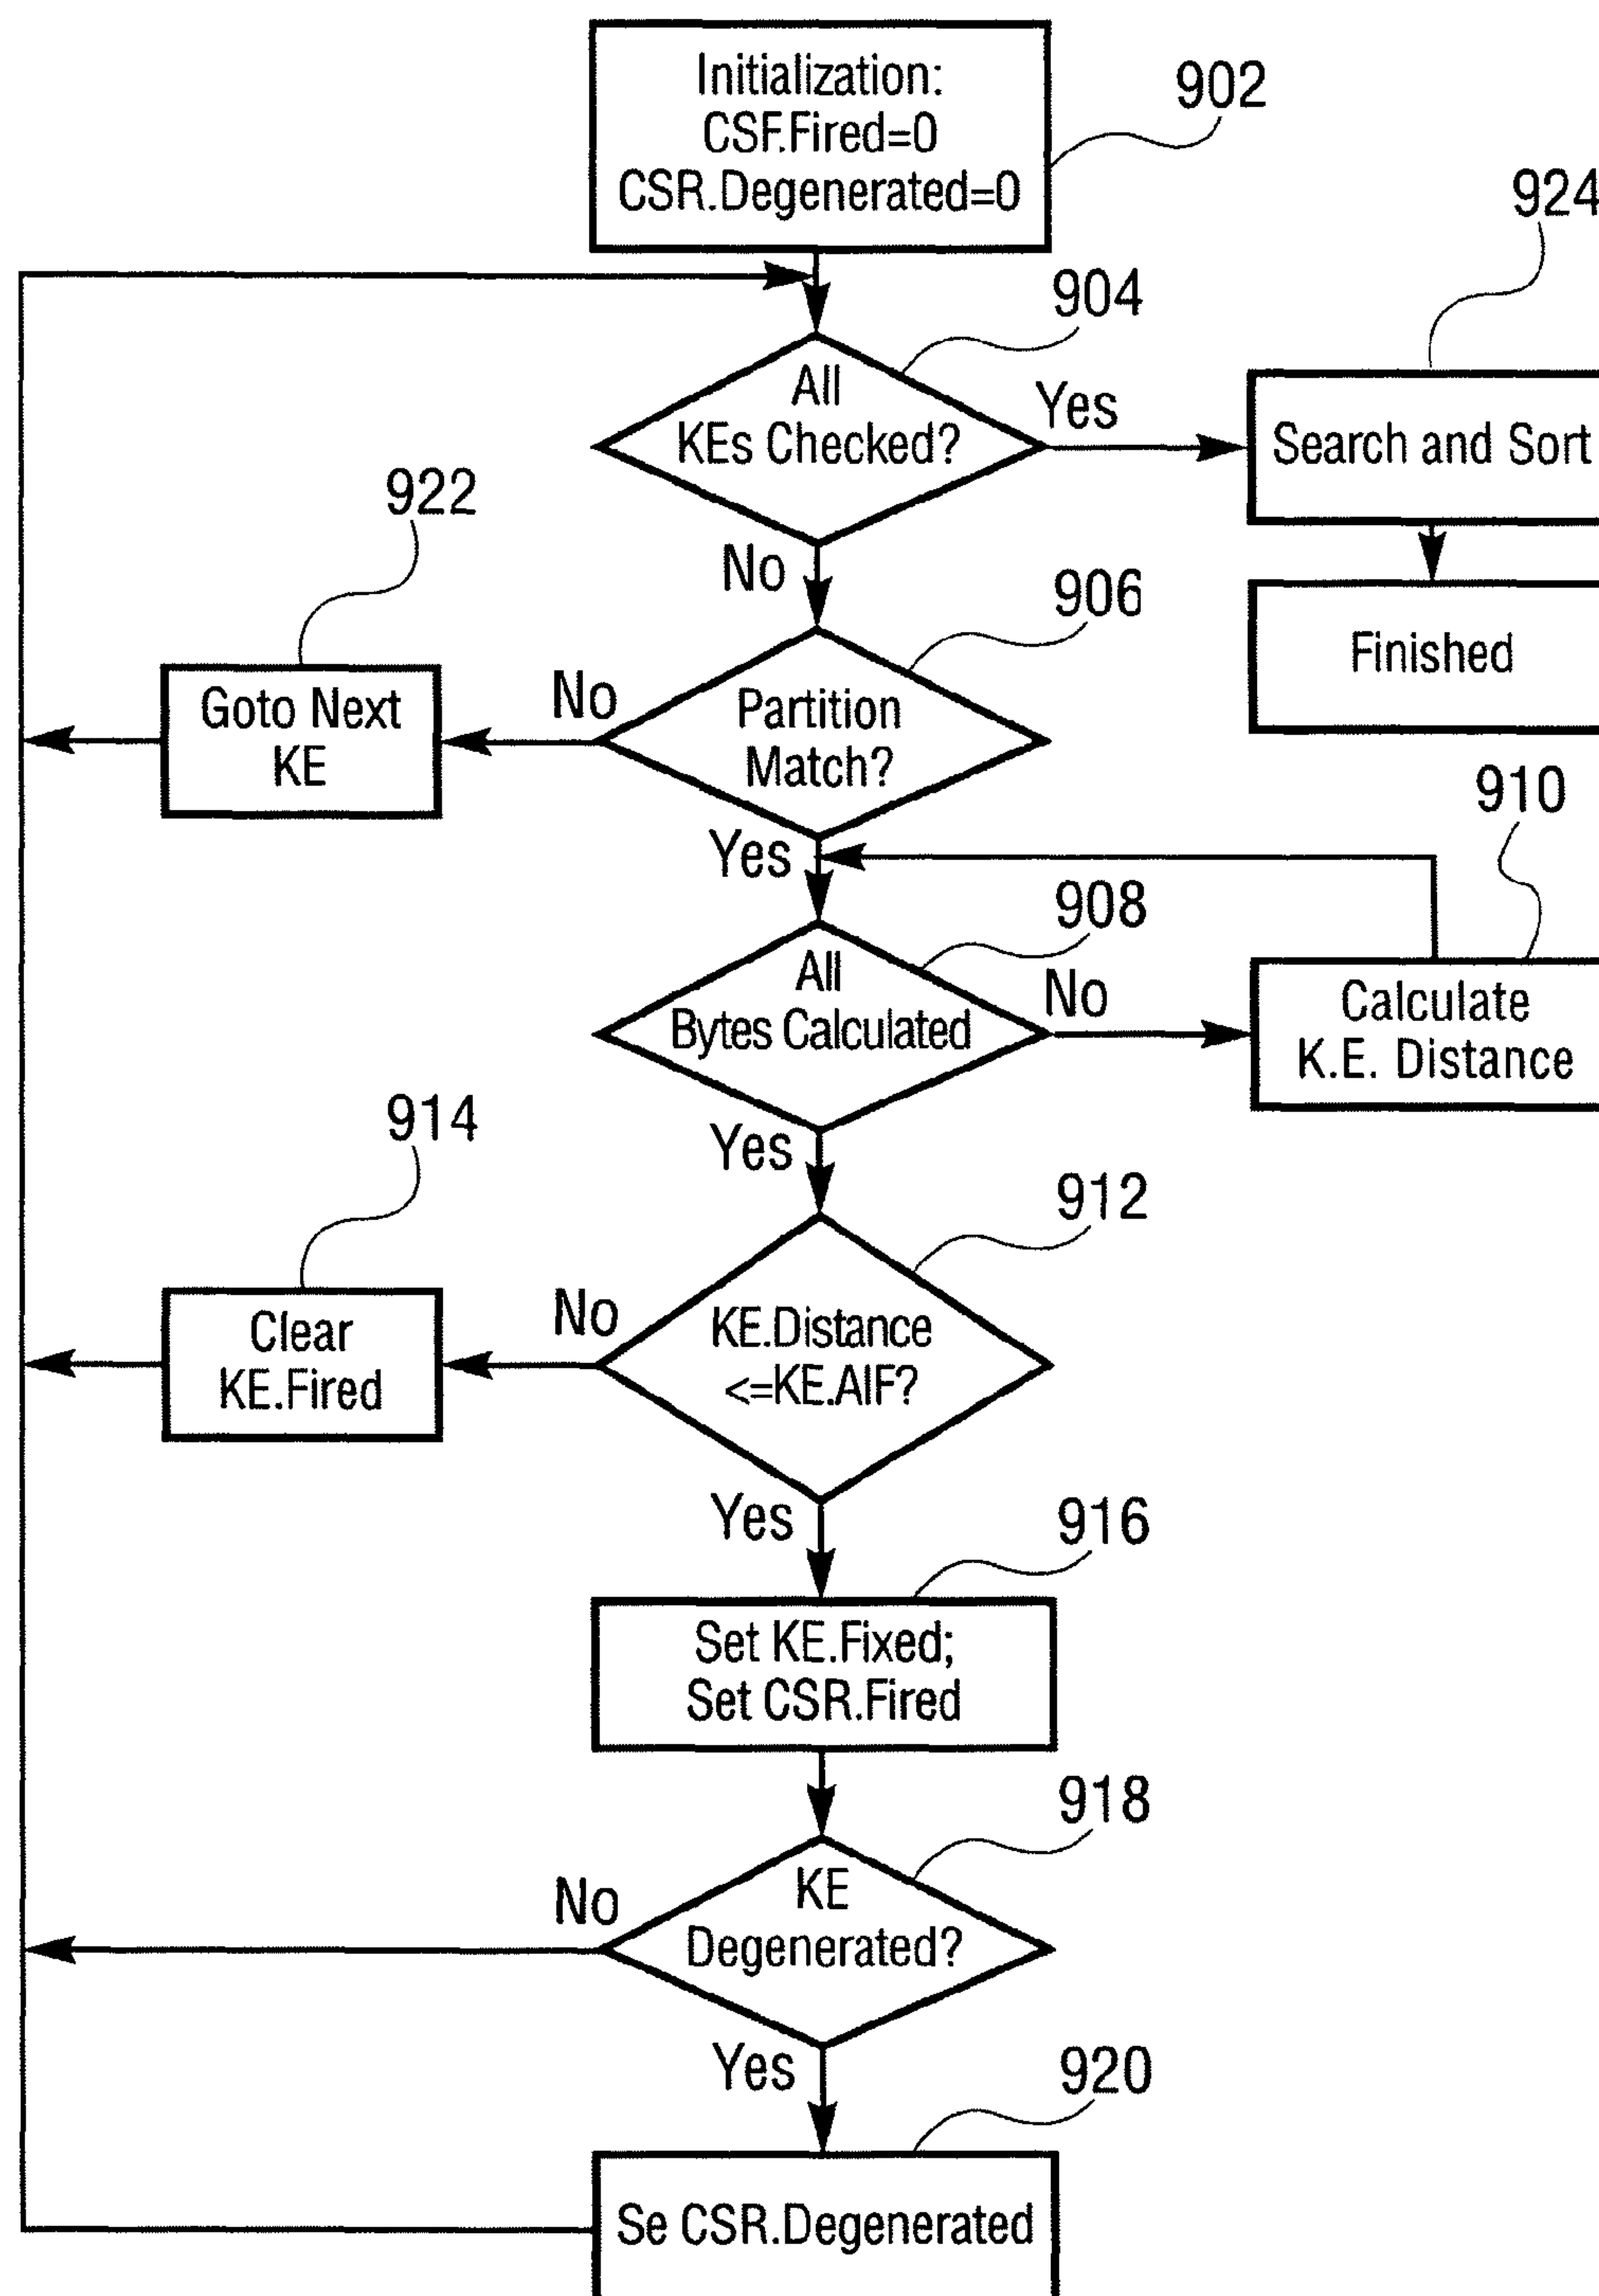 Initialization:
CSF.Fired=0
CSR.Degenerated=0
902
924
904
All
KEs Checked?
Yes
Search and Sort
No
922
906
Finished
Goto Next
KE
No
Partition
Match?
910
Yes
908
All
Bytes Calculated
No
Calculate
K.E. Distance
914
Yes
912
Clear
KE.Fired
No
KE.Distance
<=KE.AIF?
Yes
916
Set KE.Fixed;
Set CSR.Fired
918
No
KE
Degenerated?
Yes
920
Se CSR.Degenerated